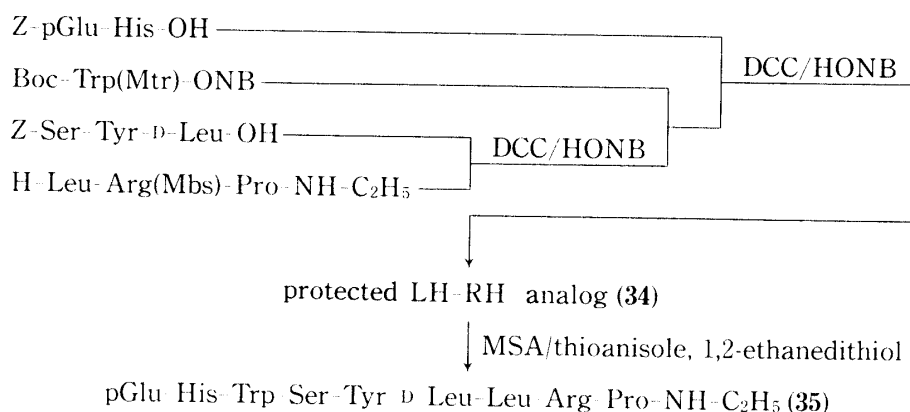 Z-pGlu-His-OH
DCC/HONB
Boc-Trp(Mtr)-ONB
Z-Ser-Tyr-D-Leu-OH
DCC/HONB
H-Leu-Arg(Mbs)-Pro-NH-C₂H₅
protected LH-RH analog (34)
MSA/thioanisole, 1,2-ethanedithiol
pGlu-His-Trp-Ser-Tyr-D-Leu-Leu-Arg-Pro-NH-C₂H₅ (35)